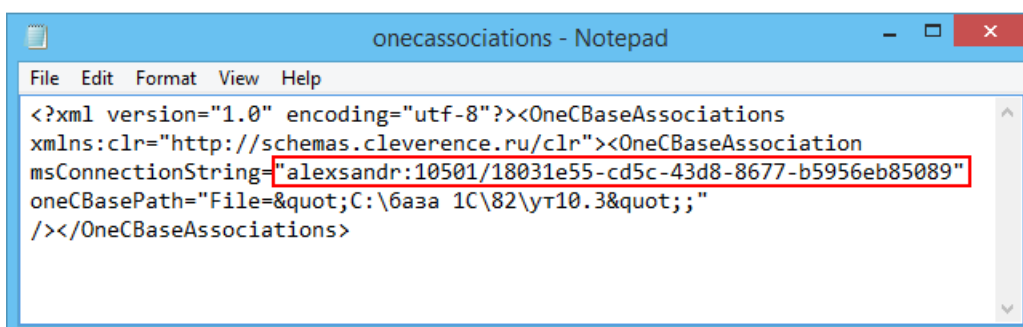 onecassociations - Notepad
File Edit Format View Help
<?xml version="1.0" encoding="utf-8"?><OneCBaseAssociations
xmlns:clr="http://schemas.cleverence.ru/clr"><OneCBaseAssociation
msConnectionString="alexsandr:10501/18031e55-cd5c-43d8-8677-b5956eb85089"
oneCBasePath="File=&quot;C:\база 1С\82\ут10.3&quot;;"
/></OneCBaseAssociations>